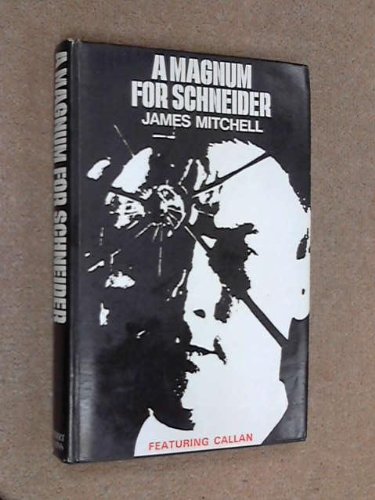 A MAGNUM
FOR SCHNEIDER
JAMES MITCHELL
FEATURING CALLAN
A MAGNUM FOR SCHNEIDER